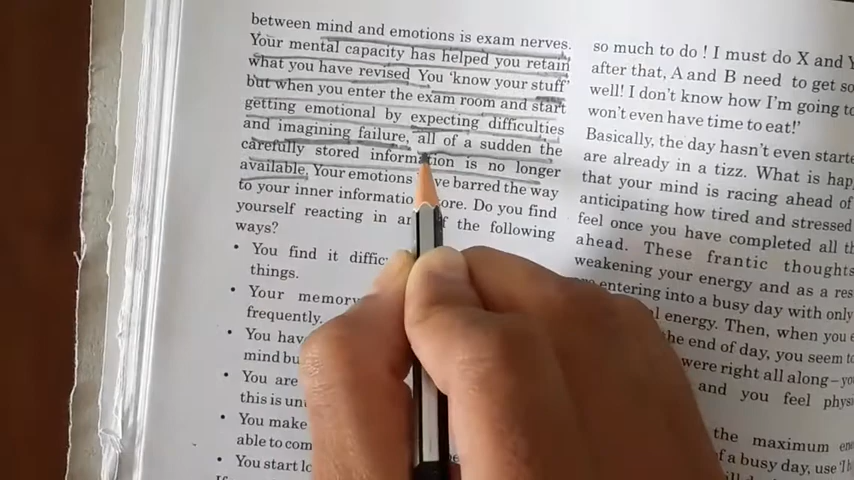 between mind and emotions is exam nerves.
Your mental capacity has helped you retain
what you have revised. You 'know your stuff'
but when you enter the exam room and start
getting emotional by expecting difficulties
and imagining failure, all of a sudden the
carefully stored information is no longer
available. Your emotions have barred the way
to your inner information store. Do you find
yourself reacting in any of the following
ways?
• You find it
things.
• Your memory
frequently.
• You
mind
• You are
this is
• You make
able to
• You start
so much to do! I must do X and
after that, A and B need to get so
well! I don't know how I'm going to
won't even have time to eat!'
Basically, the day hasn't even starte
are already in a tizz. What is hap
that your mind is racing ahead of
anticipating how tired and stressed
feel once you have completed all th
ahead. These frantic thoughts
weakening your energy and as a res
entering into a busy day with only
energy. Then, when you
the end of day, you seem to
were right all along—yo
and you feel
the maximum
of a busy day, use